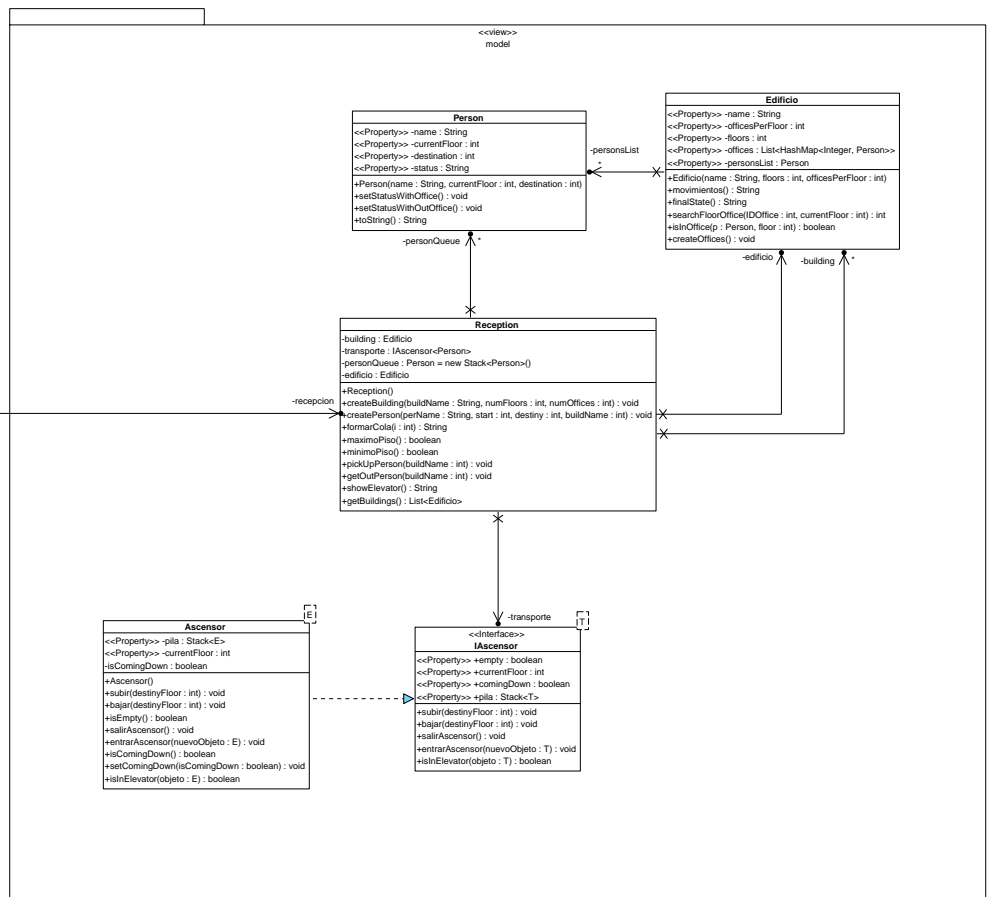 <<view>>
model
Person
<<Property>> -name : String
<<Property>> -currentFloor : int
<<Property>> -destination : int
<<Property>> -status : String
+Person(name : String, currentFloor : int, destination : int)
+setStatusWithOffice() : void
+setStatusWithOutOffice() : void
+toString() : String
-personsList
*
Edificio
<<Property>> -name : String
<<Property>> -officesPerFloor : int
<<Property>> -floors : int
<<Property>> -offices : List<HashMap<Integer, Person>>
<<Property>> -personsList : Person
+Edificio(name : String, floors : int, officesPerFloor : int)
+movimientos() : String
+finalState() : String
+searchFloorOffice(IDOffice : int, currentFloor : int) : int
+isInOffice(p : Person, floor : int) : boolean
+createOffices() : void
-personQueue
*
-edificio
-building
*
Reception
-building : Edificio
-transporte : IAscensor<Person>
-personQueue : Person = new Stack<Person>()
-edificio : Edificio
+Reception()
+createBuilding(buildName : String, numFloors : int, numOffices : int) : void
+createPerson(perName : String, start : int, destiny : int, buildName : int) : void
+formarCola(i : int) : String
+maximoPiso() : boolean
+minimoPiso() : boolean
+pickUpPerson(buildName : int) : void
+getOutPerson(buildName : int) : void
+showElevator() : String
+getBuildings() : List<Edificio>
-recepcion
-transporte
E
Ascensor
<<Property>> -pila : Stack<E>
<<Property>> -currentFloor : int
-isComingDown : boolean
+Ascensor()
+subir(destinyFloor : int) : void
+bajar(destinyFloor : int) : void
+isEmpty() : boolean
+salirAscensor() : void
+entrarAscensor(nuevoObjeto : E) : void
+isComingDown() : boolean
+setComingDown(isComingDown : boolean) : void
+isInElevator(objeto : E) : boolean
T
<<Interface>>
IAscensor
<<Property>> +empty : boolean
<<Property>> +currentFloor : int
<<Property>> +comingDown : boolean
<<Property>> +pila : Stack<T>
+subir(destinyFloor : int) : void
+bajar(destinyFloor : int) : void
+salirAscensor() : void
+entrarAscensor(nuevoObjeto : T) : void
+isInElevator(objeto : T) : boolean